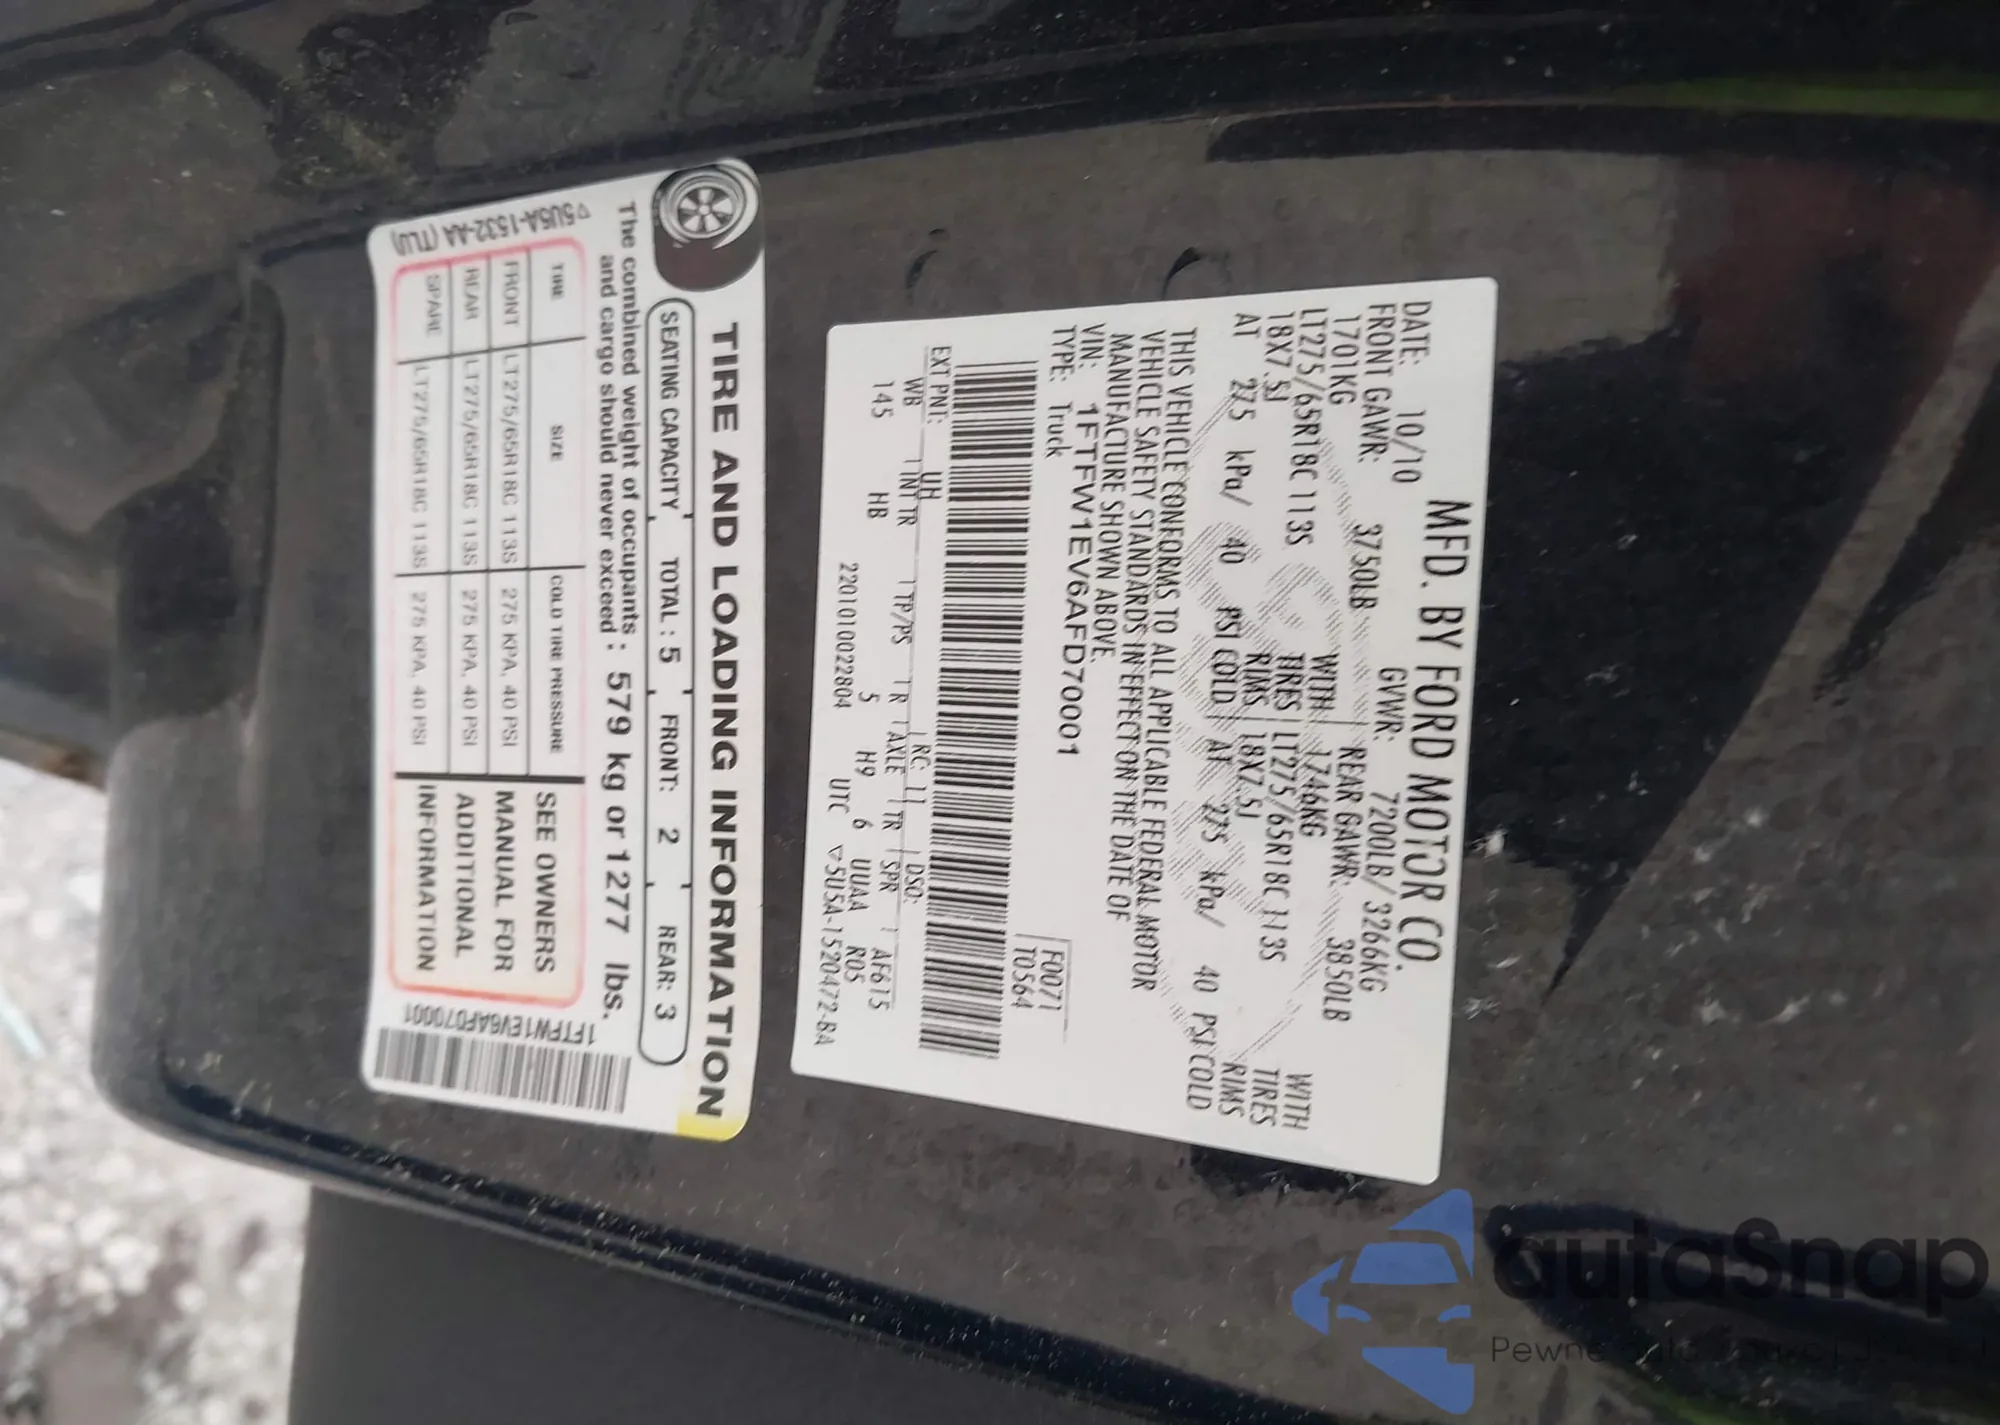 MFD. BY FORD MOTOR CO.
DATE: 10/10 GVWR: 7200LB/ 3266KG
FRONT GAWR: 3750LB REAR GAWR: 3850LB
1701KG WITH 1746KG WITH
LT275/65R18C 113S TIRES LT275/65R18C 113S TIRES
18X7.5J RIMS 18X7.5J RIMS
AT 275 kPa/ 40 PSI COLD AT 275 kPa/ 40 PSI COLD
THIS VEHICLE CONFORMS TO ALL APPLICABLE FEDERAL MOTOR
VEHICLE SAFETY STANDARDS IN EFFECT ON THE DATE OF
MANUFACTURE SHOWN ABOVE.
VIN: 1FTFW1EV6AFD70001
TYPE: Truck
F0071
T0564
EXT PNT: UH RC: 11 DSO:
WB INT TR TP/PS R AXLE TR SPR AF615
145 HB 5 H9 6 UUAA R05
220101002804 UTC ▽5U5A-1520472-BA
TIRE AND LOADING INFORMATION
SEATING CAPACITY TOTAL : 5 FRONT: 2 REAR: 3
The combined weight of occupants
and cargo should never exceed : 579 kg or 1277 lbs.
TIRE SIZE COLD TIRE PRESSURE
FRONT LT275/65R18C 113S 275 KPA, 40 PSI
REAR LT275/65R18C 113S 275 KPA, 40 PSI
SPARE LT275/65R18C 113S 275 KPA, 40 PSI
SEE OWNERS
MANUAL FOR
ADDITIONAL
INFORMATION
▽5U5A-1532-AA (TLU)
1FTFW1EV6AFD70001
autaSnap
Pewne